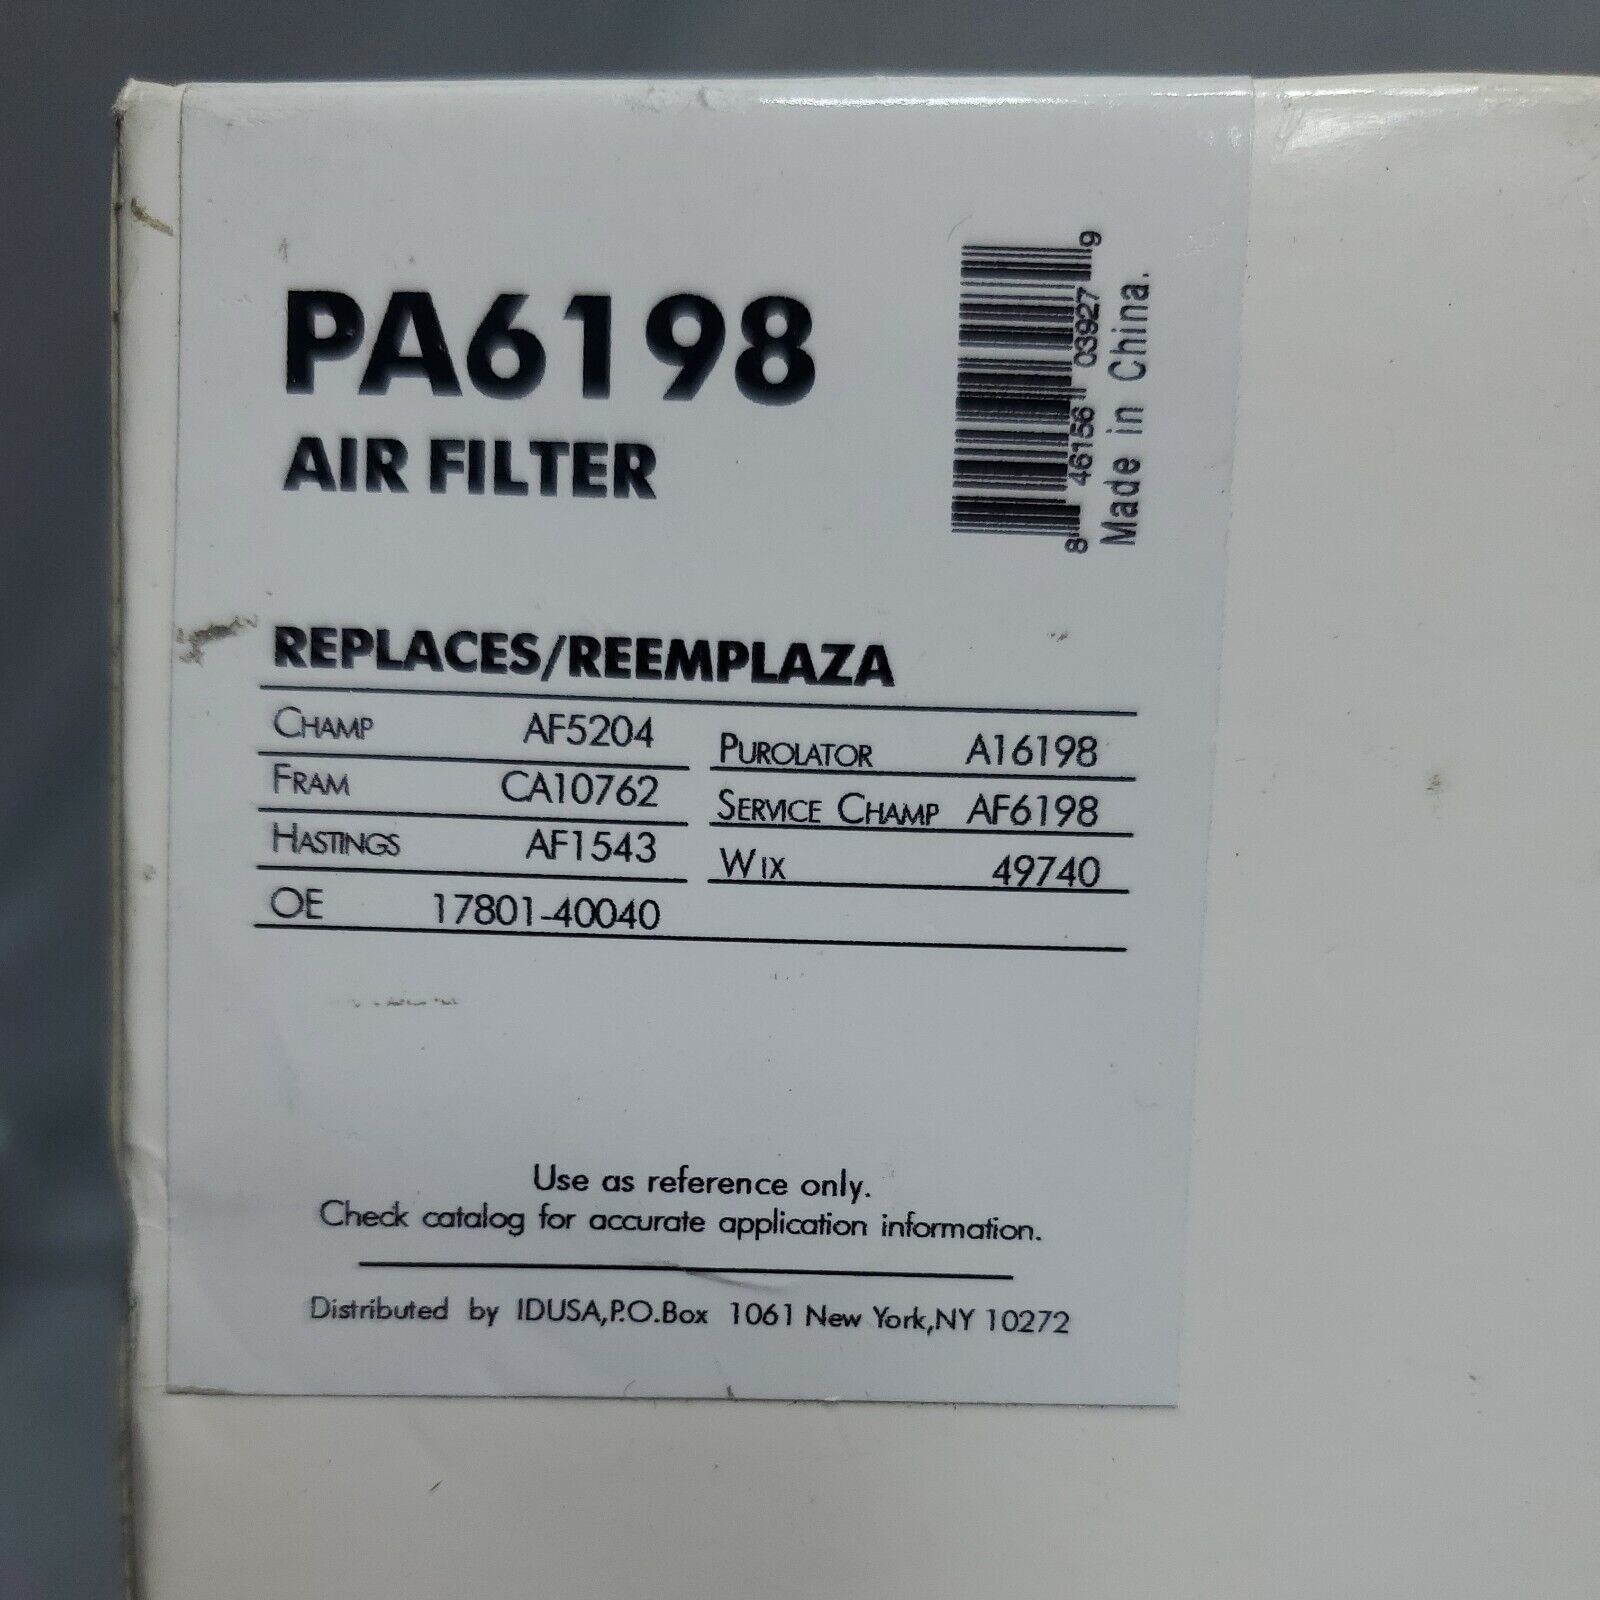 PA6198
AIR FILTER
8 46156 03927 9
Made in China.
REPLACES/REEMPLAZA
CHAMP AF5204
FRAM CA10762
HASTINGS AF1543
OE 17801-40040
PUROLATOR A16198
SERVICE CHAMP AF6198
WIX 49740
Use as reference only.
Check catalog for accurate application information.
Distributed by IDUSA,P.O.Box 1061 New York,NY 10272